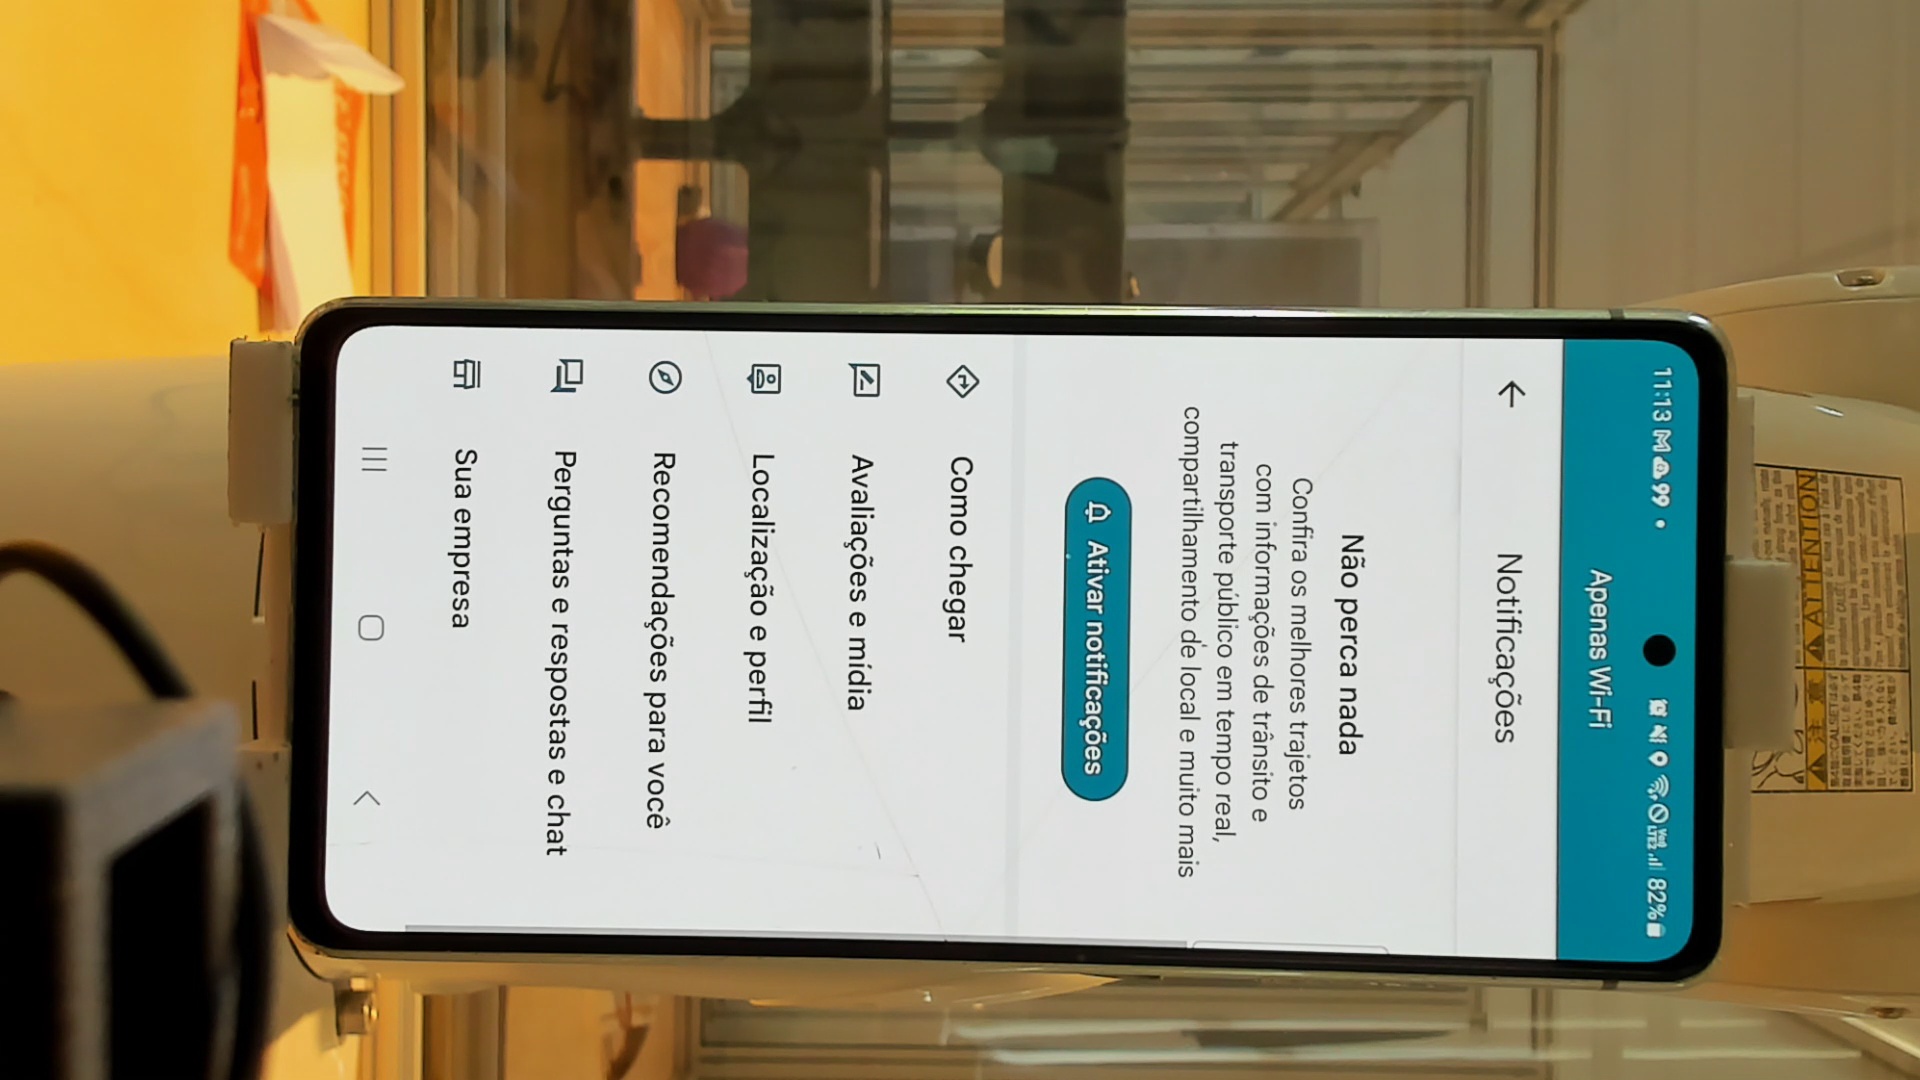 11:13
82%
Apenas Wi-Fi
Notificações
Não perca nada
Confira os melhores trajetos
com informações de trânsito e
transporte público em tempo real,
compartilhamento de local e muito mais
Ativar notificações
Como chegar
Avaliações e mídia
Localização e perfil
Recomendações para você
Perguntas e respostas e chat
Sua empresa
ATTENTION